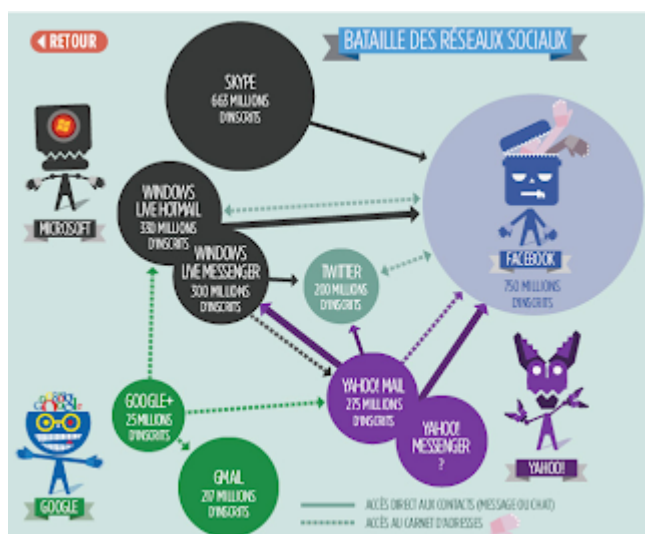 RETOUR
BATAILLE DES RÉSEAUX SOCIAUX
SKYPE
663 MILLIONS
D'INSCRITS
MICROSOFT
WINDOWS
LIVE HOTMAIL
330 MILLIONS
D'INSCRITS
WINDOWS
LIVE MESSENGER
300 MILLIONS
D'INSCRITS
TWITTER
200 MILLIONS
D'INSCRITS
FACEBOOK
750 MILLIONS
D'INSCRITS
GOOGLE+
25 MILLIONS
D'INSCRITS
YAHOO! MAIL
275 MILLIONS
D'INSCRITS
YAHOO!
MESSENGER
?
YAHOO!
GMAIL
217 MILLIONS
D'INSCRITS
GOOGLE
ACCÈS DIRECT AUX CONTACTS (MESSAGE OU CHAT)
ACCÈS AU CARNET D'ADRESSES